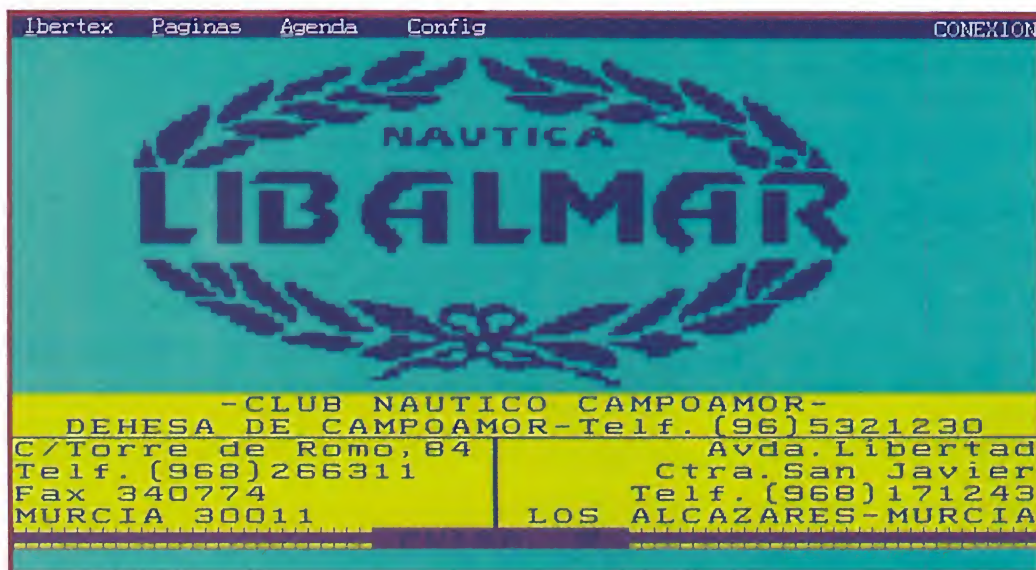 Ibertex Paginas Agenda Config CONEXION
NAUTICA
LIBALMAR
-CLUB NAUTICO CAMPOAMOR-
DEHESA DE CAMPOAMOR-Telf.(96)5321230
C/Torre de Romo,84
Telf.(968)266311
Fax 340774
MURCIA 30011
Avda.Libertad
Ctra.San Javier
Telf.(968)171243
LOS ALCAZARES-MURCIA